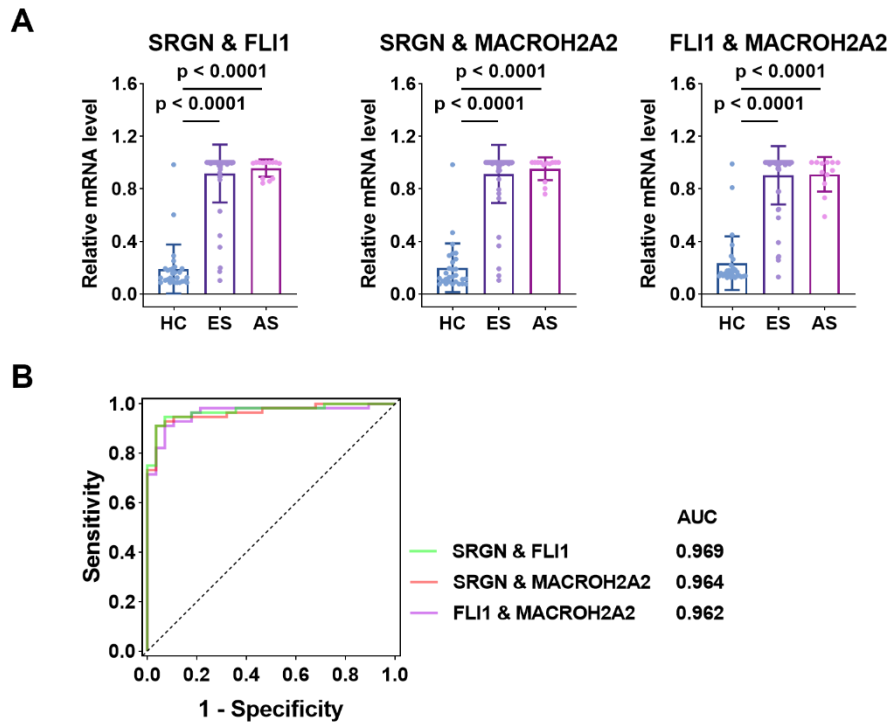 A
SRGN & FLI1
SRGN & MACROH2A2
FLI1 & MACROH2A2
Relative mRNA level
1.6
1.2
0.8
0.4
0.0
p < 0.0001
p < 0.0001
HC ES AS
Relative mRNA level
1.6
1.2
0.8
0.4
0.0
p < 0.0001
p < 0.0001
HC ES AS
Relative mRNA level
1.6
1.2
0.8
0.4
0.0
p < 0.0001
p < 0.0001
HC ES AS
B
Sensitivity
1.0
0.8
0.6
0.4
0.2
0.0
0.0 0.2 0.4 0.6 0.8 1.0
1 - Specificity
AUC
SRGN & FLI1 0.969
SRGN & MACROH2A2 0.964
FLI1 & MACROH2A2 0.962